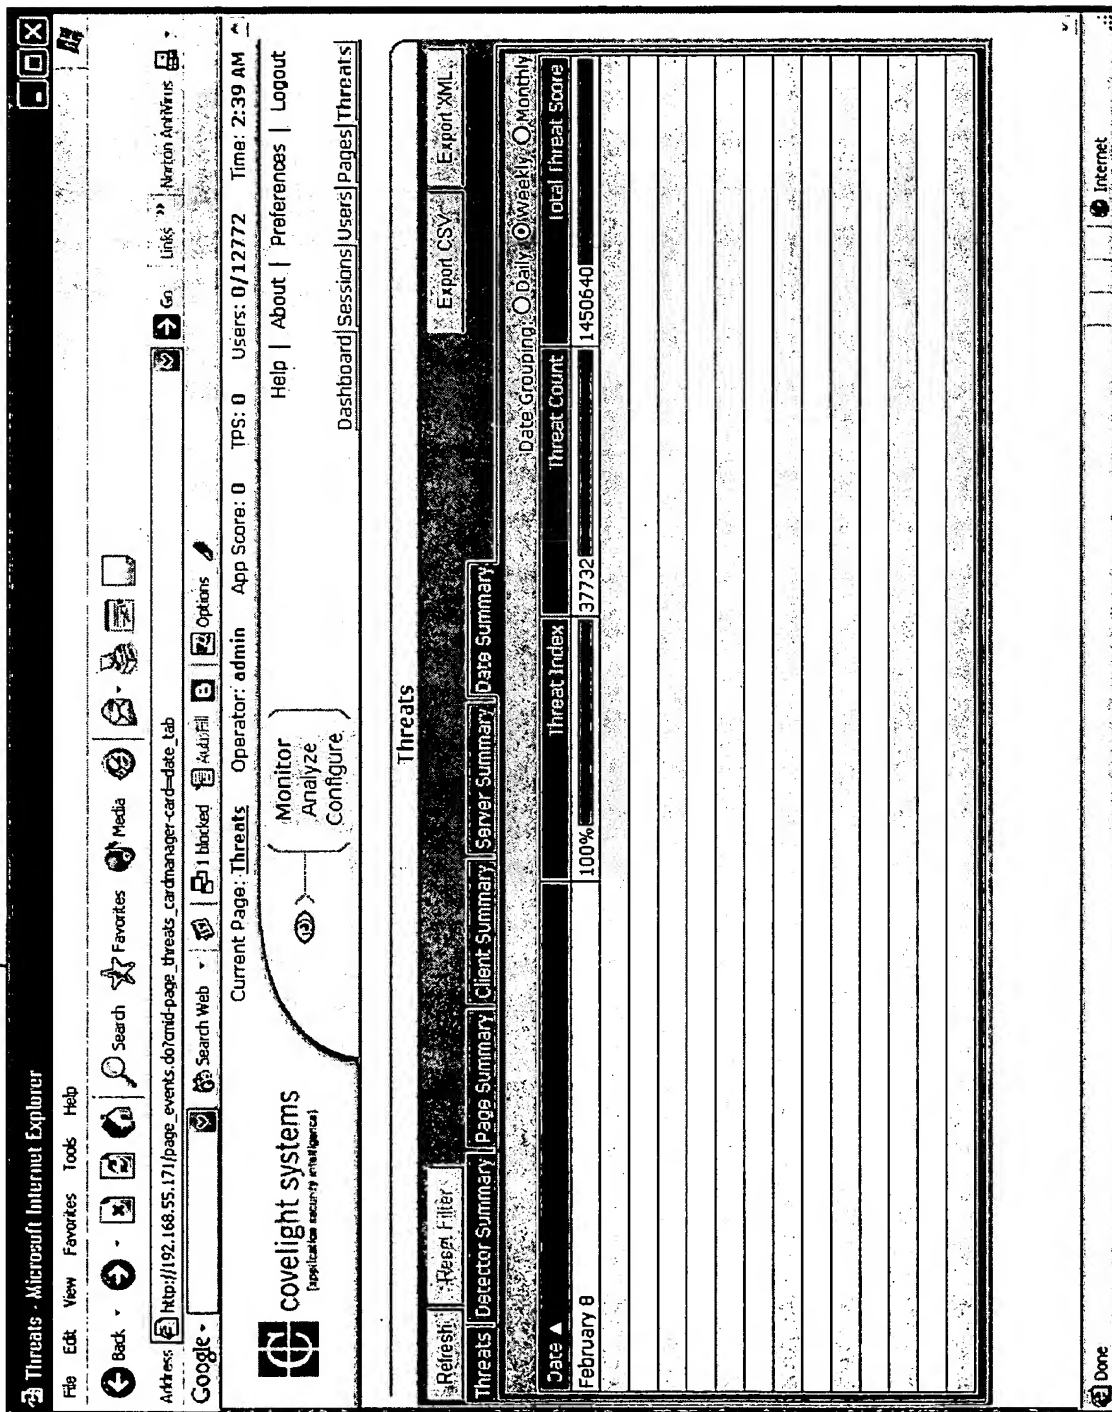 Threats - Microsoft Internet Explorer
File Edit View Favorites Tools Help
Back Search Favorites Media
Address http://192.168.55.171/page_events.do?cmid=page_threats_cardmanager-card=date_tab Go Links » Norton AntiVirus
Google Search Web 1 blocked AutoFill Options
Current Page: Threats Operator: admin App Score: 0 TPS: 0 Users: 0/12772 Time: 2:39 AM
covelight systems
[application security intelligence]
Monitor
Analyze
Configure
Help | About | Preferences | Logout
Dashboard Sessions Users Pages Threats
Threats
Refresh Reset Filter Export CSV Export XML
Threats Detector Summary Page Summary Client Summary Server Summary Date Summary
Date Grouping: Daily Weekly Monthly
Date ▲ Threat Index Threat Count Total Threat Score
February 8 100% 37732 1450640
Done Internet